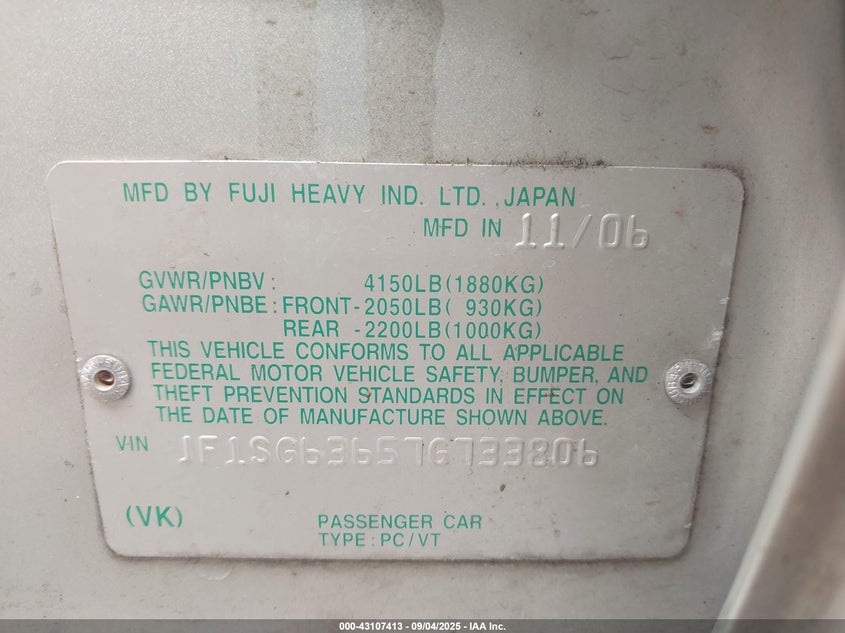 MFD BY FUJI HEAVY IND. LTD., JAPAN
MFD IN 11/06
GVWR/PNBV: 4150LB(1880KG)
GAWR/PNBE: FRONT-2050LB( 930KG)
REAR -2200LB(1000KG)
THIS VEHICLE CONFORMS TO ALL APPLICABLE
FEDERAL MOTOR VEHICLE SAFETY, BUMPER, AND
THEFT PREVENTION STANDARDS IN EFFECT ON
THE DATE OF MANUFACTURE SHOWN ABOVE.
VIN JF1SG63657G733806
(VK) PASSENGER CAR
TYPE: PC/VT
000-43107413 - 09/04/2025 - IAA Inc.